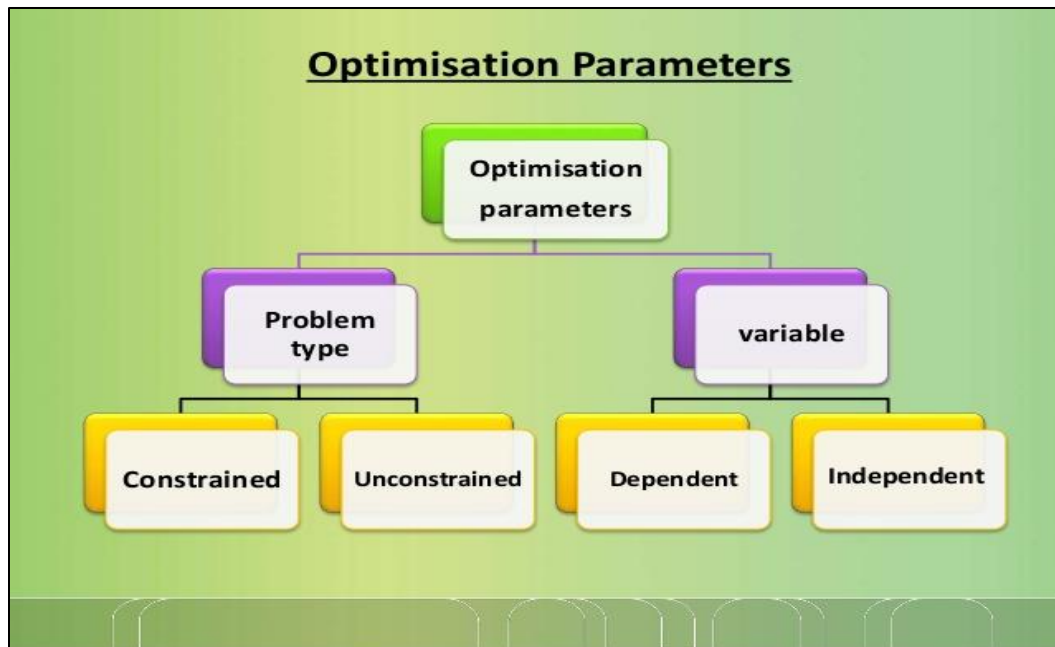 Optimisation Parameters
Optimisation
parameters
Problem
type
variable
Constrained
Unconstrained
Dependent
Independent